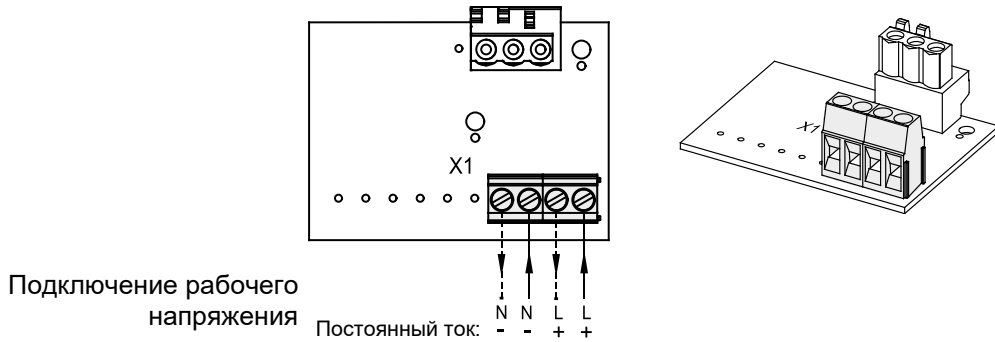 X1
X1
Подключение рабочего
напряжения
N N L L
Постоянный ток: - - + +